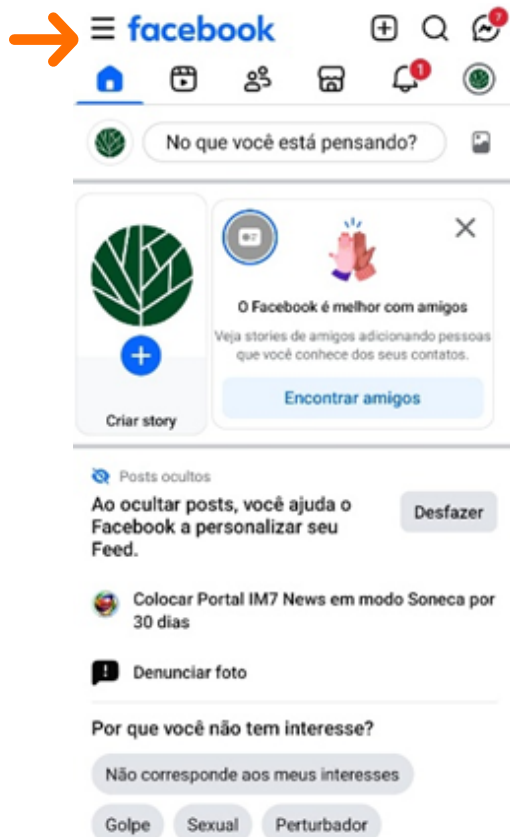 facebook
7
1
No que você está pensando?
O Facebook é melhor com amigos
Veja stories de amigos adicionando pessoas
que você conhece dos seus contatos.
Encontrar amigos
Criar story
Posts ocultos
Ao ocultar posts, você ajuda o
Facebook a personalizar seu
Feed.
Desfazer
Colocar Portal IM7 News em modo Soneca por
30 dias
Denunciar foto
Por que você não tem interesse?
Não corresponde aos meus interesses
Golpe Sexual Perturbador